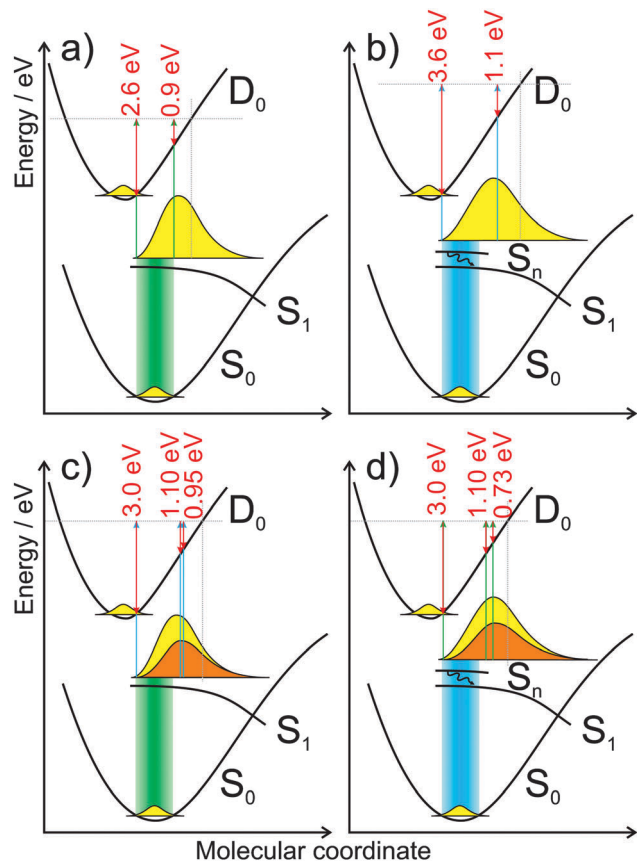 a)
2.6 eV
0.9 eV
D0
Sn
S1
S0
Energy / eV
b)
3.6 eV
1.1 eV
D0
S1
S0
c)
3.0 eV
1.10 eV
0.95 eV
D0
S1
S0
Energy / eV
d)
3.0 eV
1.10 eV
0.73 eV
D0
Sn
S1
S0
Molecular coordinate